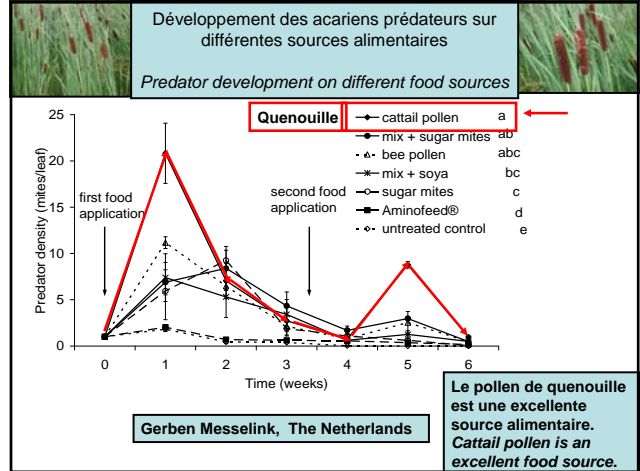 Développement des acariens prédateurs sur
différentes sources alimentaires
Predator development on different food sources
Quenouille
cattail pollen a
mix + sugar mites ab
bee pollen abc
mix + soya bc
sugar mites c
Aminofeed® d
untreated control e
first food
application
second food
application
Predator density (mites/leaf)
25
20
15
10
5
0
0 1 2 3 4 5 6
Time (weeks)
Gerben Messelink, The Netherlands
Le pollen de quenouille
est une excellente
source alimentaire.
Cattail pollen is an
excellent food source.